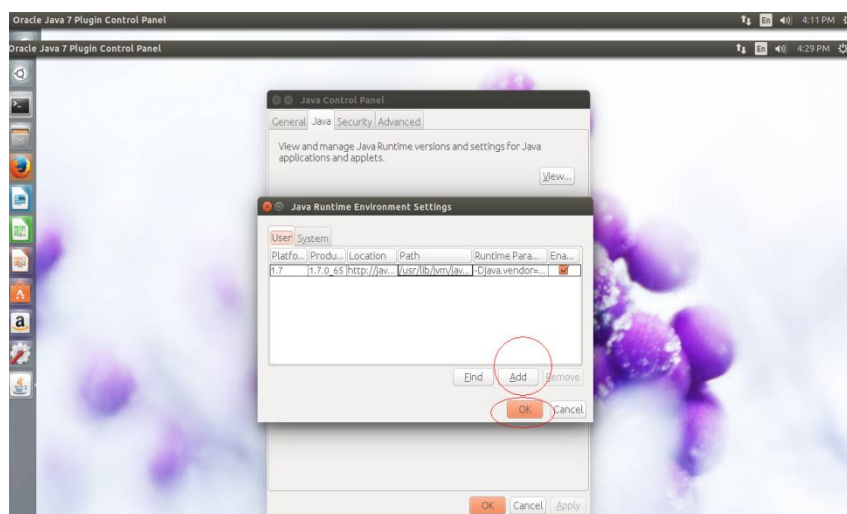 Oracle Java 7 Plugin Control Panel En 4:11 PM
Oracle Java 7 Plugin Control Panel En 4:29 PM
Java Control Panel
General Java Security Advanced
View and manage Java Runtime versions and settings for Java
applications and applets.
View...
Java Runtime Environment Settings
User System
Platfo... Produ... Location Path Runtime Para... Ena...
1.7 1.7.0_65 http://jav... /usr/lib/jvm/jav... -Djava.vendor=...
Find Add Remove
OK Cancel
OK Cancel Apply
a